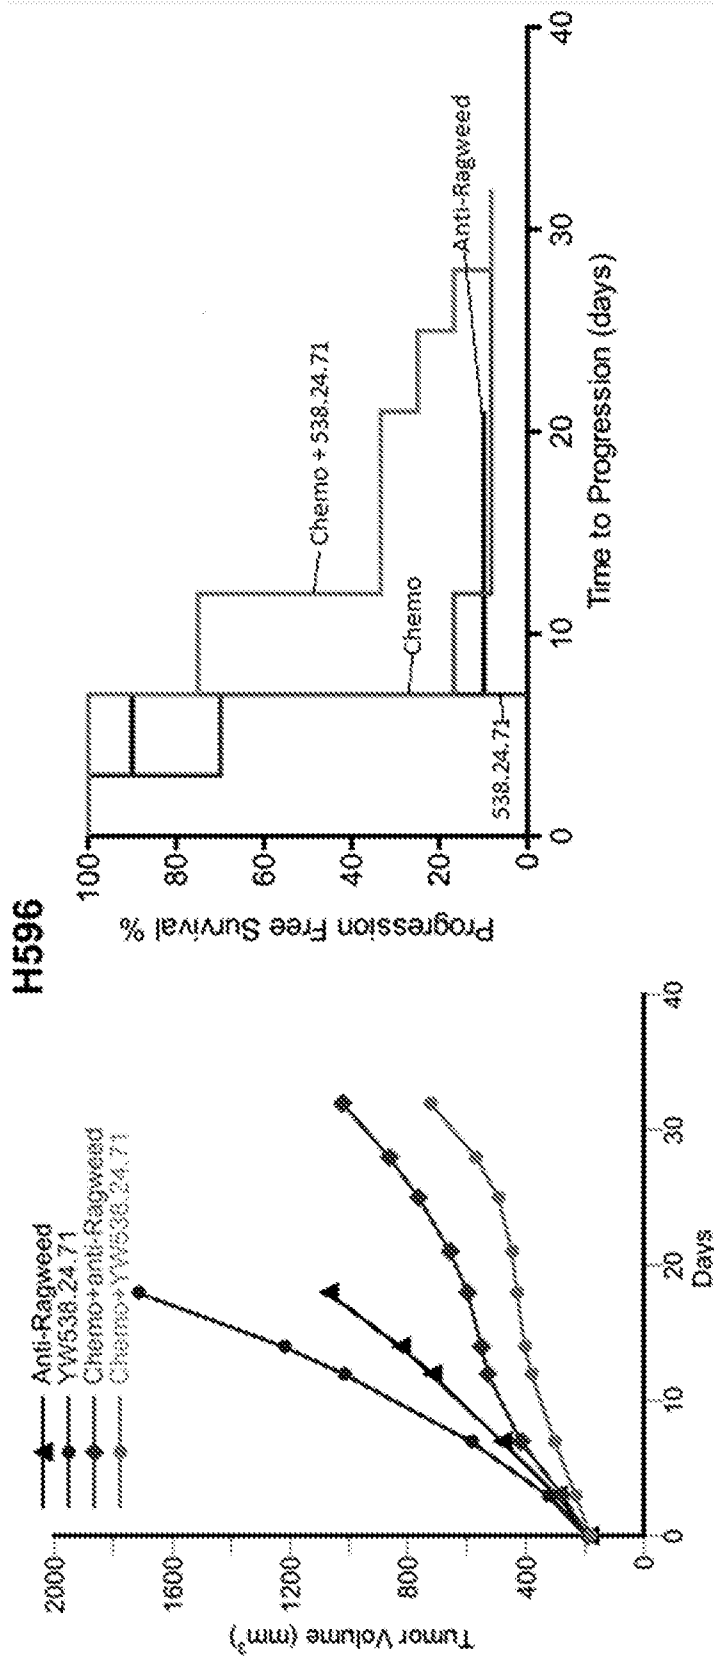 H596
Tumor Volume (mm³)
2000
1600
1200
800
400
0
0
10
20
30
40
Days
Anti-Ragweed
YW538.24.71
Chemo+anti-Ragweed
Chemo+YW538.24.71
Progression Free Survival %
100
80
60
40
20
0
0
10
20
30
40
Time to Progression (days)
Chemo + 538.24.71
Chemo
538.24.71
Anti-Ragweed